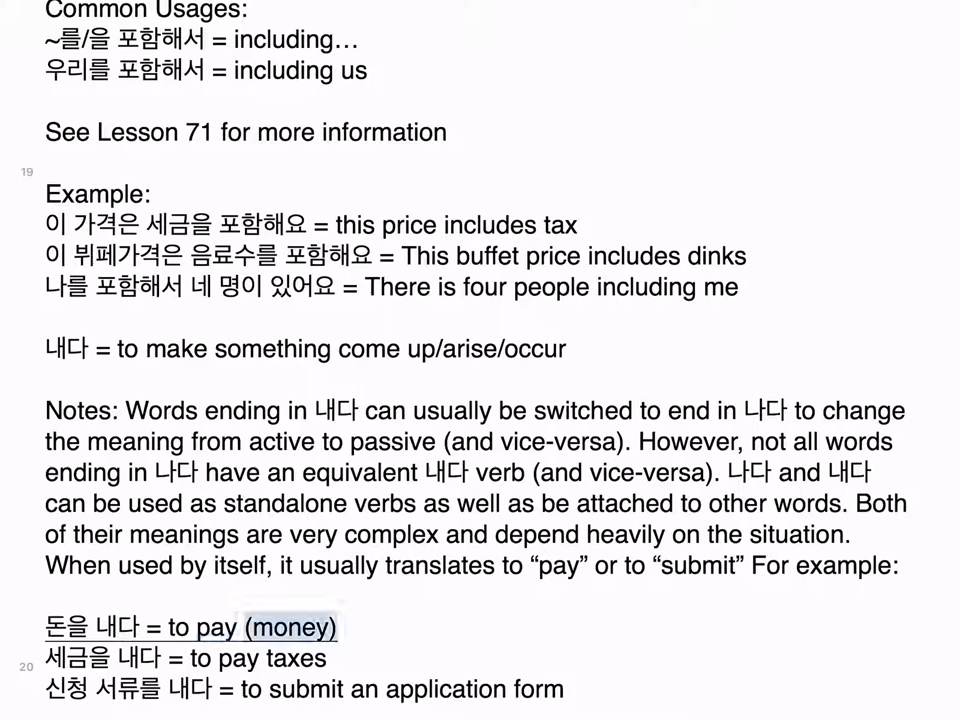 Common Usages:
~를/을 포함해서 = including…
우리를 포함해서 = including us
See Lesson 71 for more information
19
Example:
이 가격은 세금을 포함해요 = this price includes tax
이 뷔페가격은 음료수를 포함해요 = This buffet price includes dinks
나를 포함해서 네 명이 있어요 = There is four people including me
내다 = to make something come up/arise/occur
Notes: Words ending in 내다 can usually be switched to end in 나다 to change
the meaning from active to passive (and vice-versa). However, not all words
ending in 나다 have an equivalent 내다 verb (and vice-versa). 나다 and 내다
can be used as standalone verbs as well as be attached to other words. Both
of their meanings are very complex and depend heavily on the situation.
When used by itself, it usually translates to “pay” or to “submit” For example:
돈을 내다 = to pay (money)
20 세금을 내다 = to pay taxes
신청 서류를 내다 = to submit an application form